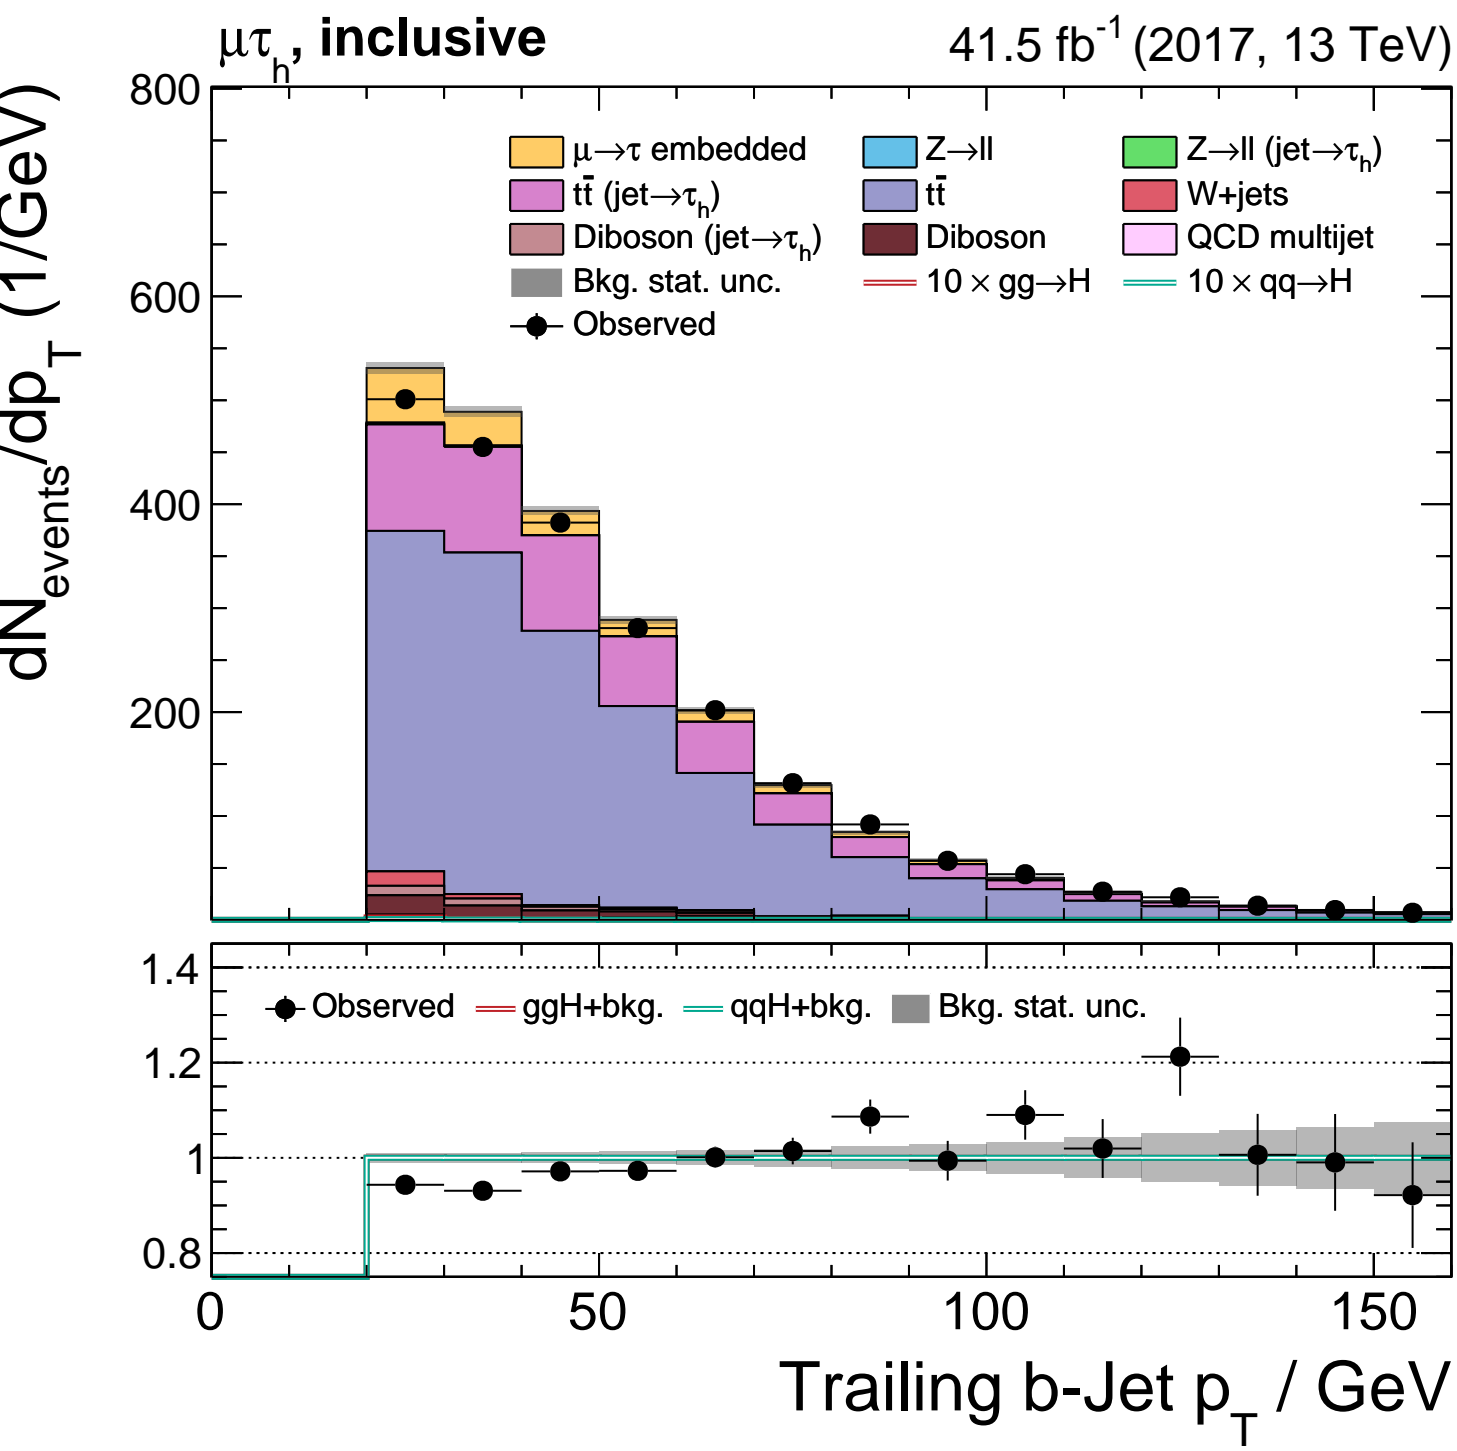 μτh, inclusive
41.5 fb-1 (2017, 13 TeV)
dNevents/dpT (1/GeV)
800
600
400
200
μ→τ embedded
Z→ll
Z→ll (jet→τh)
tt̄ (jet→τh)
tt̄
W+jets
Diboson (jet→τh)
Diboson
QCD multijet
Bkg. stat. unc.
10 × gg→H
10 × qq→H
Observed
1.4
1.2
1
0.8
Observed
ggH+bkg.
qqH+bkg.
Bkg. stat. unc.
0
50
100
150
Trailing b-Jet pT / GeV